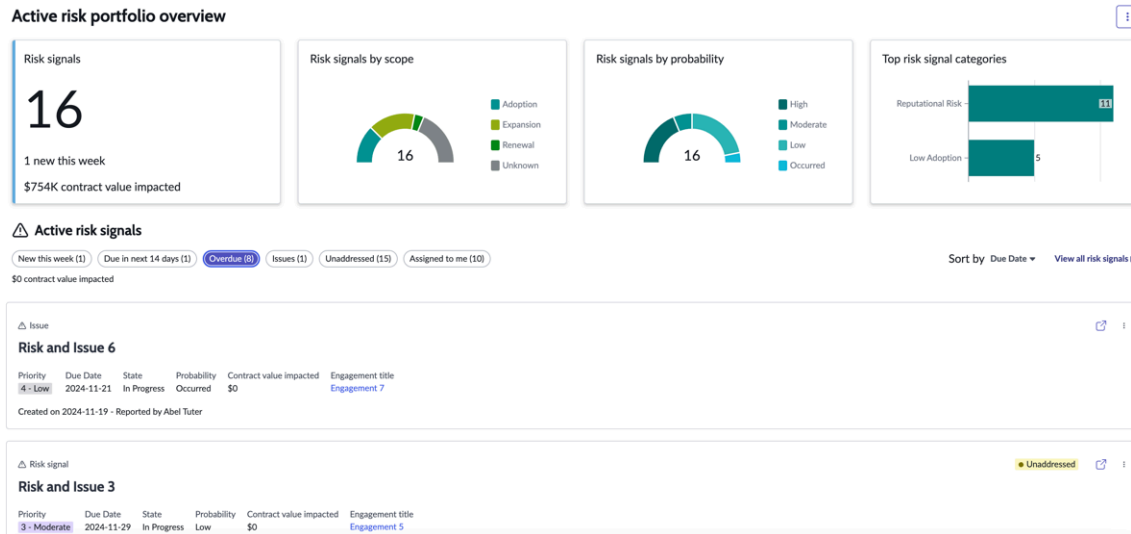 Active risk portfolio overview
Risk signals
16
1 new this week
$754K contract value impacted
Risk signals by scope
16
Adoption
Expansion
Renewal
Unknown
Risk signals by probability
16
High
Moderate
Low
Occurred
Top risk signal categories
Reputational Risk
11
Low Adoption
5
Active risk signals
New this week (1) Due in next 14 days (1) Overdue (8) Issues (1) Unaddressed (15) Assigned to me (10)
Sort by Due Date View all risk signals
$0 contract value impacted
Issue
Risk and Issue 6
Priority Due Date State Probability Contract value impacted Engagement title
4 - Low 2024-11-21 In Progress Occurred $0 Engagement 7
Created on 2024-11-19 - Reported by Abel Tuter
Risk signal
Unaddressed
Risk and Issue 3
Priority Due Date State Probability Contract value impacted Engagement title
3 - Moderate 2024-11-29 In Progress Low $0 Engagement 5